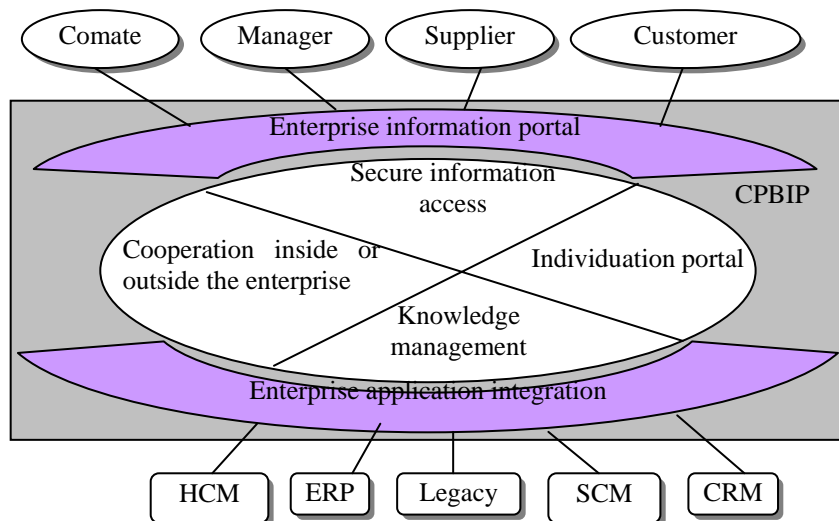 Comate
Manager
Supplier
Customer
Enterprise information portal
Secure information
access
CPBIP
Cooperation inside or
outside the enterprise
Individuation portal
Knowledge
management
Enterprise application integration
HCM
ERP
Legacy
SCM
CRM